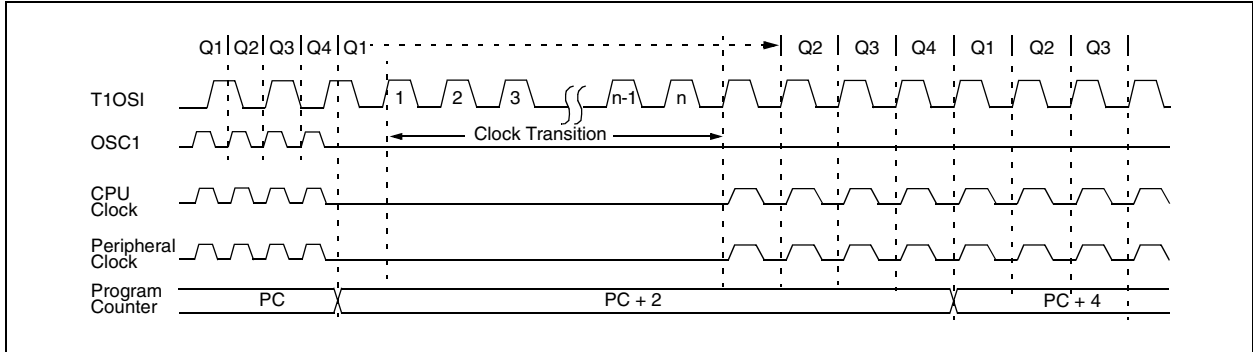 Q1 Q2 Q3 Q4 Q1 Q2 Q3 Q4 Q1 Q2 Q3
T1OSI
1 2 3 n-1 n
Clock Transition
OSC1
CPU
Clock
Peripheral
Clock
Program
Counter
PC PC + 2 PC + 4